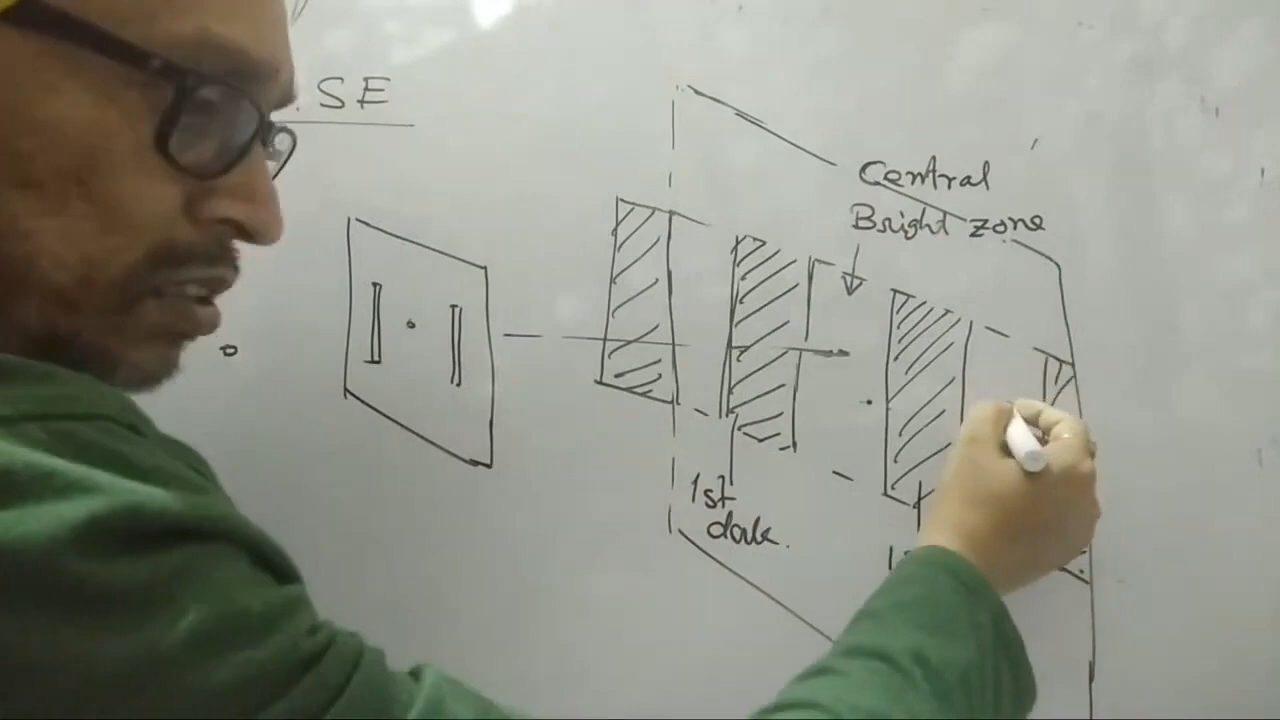 . SE
Central
Bright zone
1st
dark.